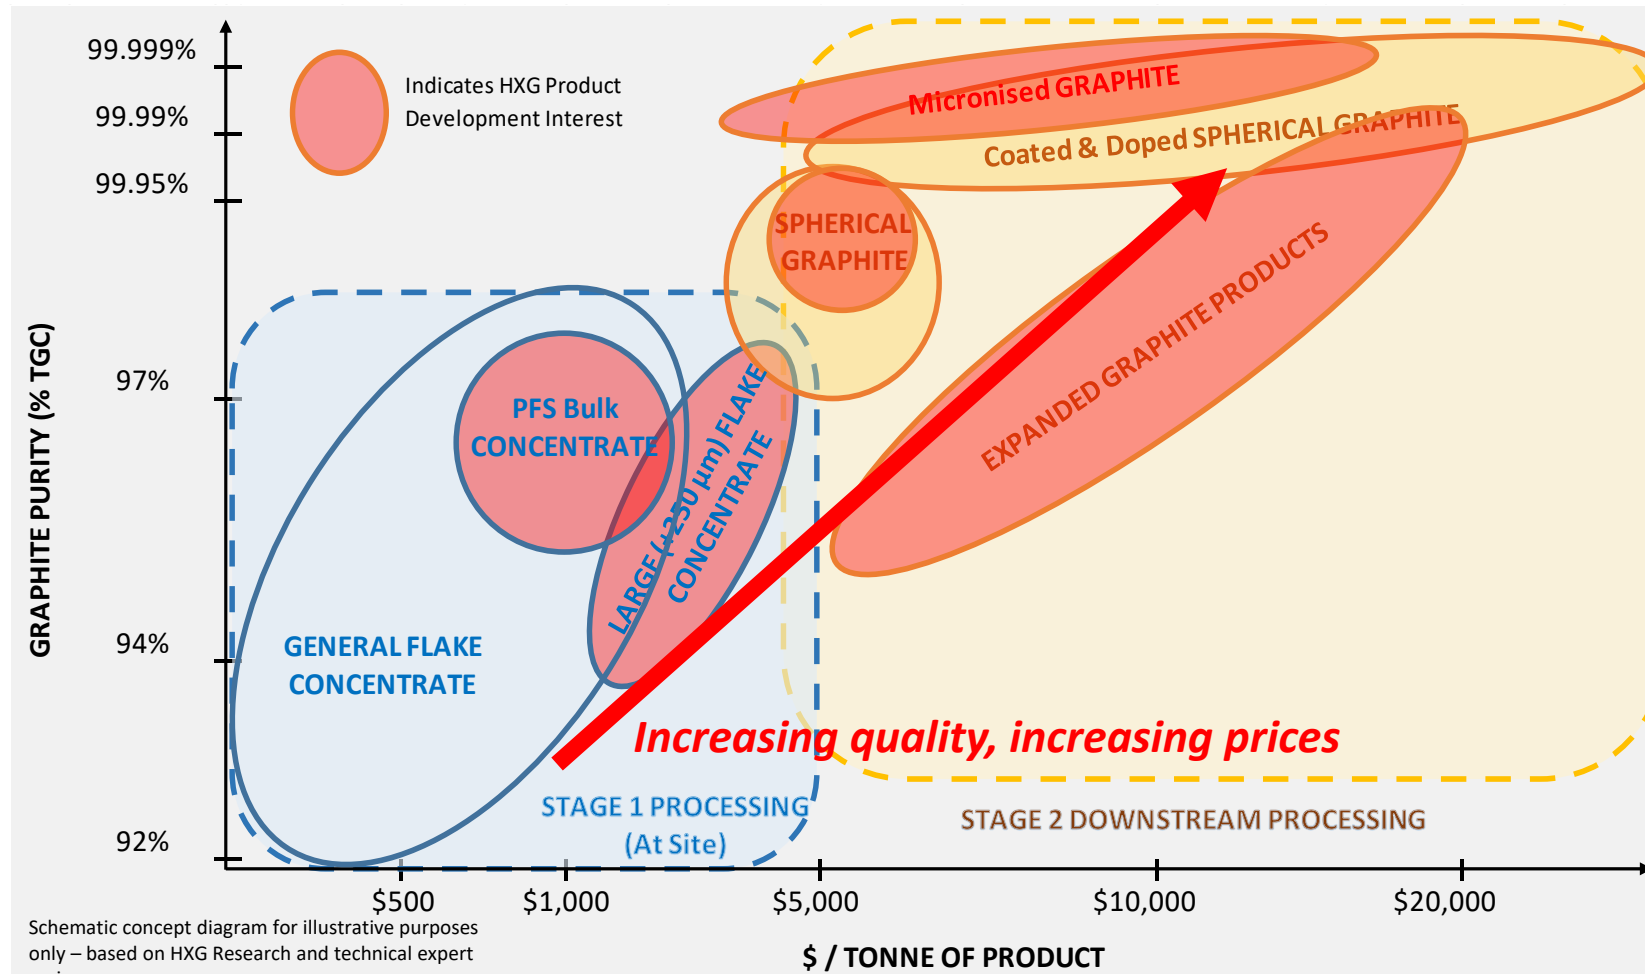 99.999%
99.99%
99.95%
97%
94%
92%
GRAPHITE PURITY (% TGC)
Indicates HXG Product
Development Interest
Micronised GRAPHITE
Coated & Doped SPHERICAL GRAPHITE
SPHERICAL
GRAPHITE
EXPANDED GRAPHITE PRODUCTS
PFS Bulk
CONCENTRATE
LARGE (+250 µm) FLAKE
CONCENTRATE
GENERAL FLAKE
CONCENTRATE
Increasing quality, increasing prices
STAGE 1 PROCESSING
(At Site)
STAGE 2 DOWNSTREAM PROCESSING
$500
$1,000
$5,000
$10,000
$20,000
$ / TONNE OF PRODUCT
Schematic concept diagram for illustrative purposes
only – based on HXG Research and technical expert